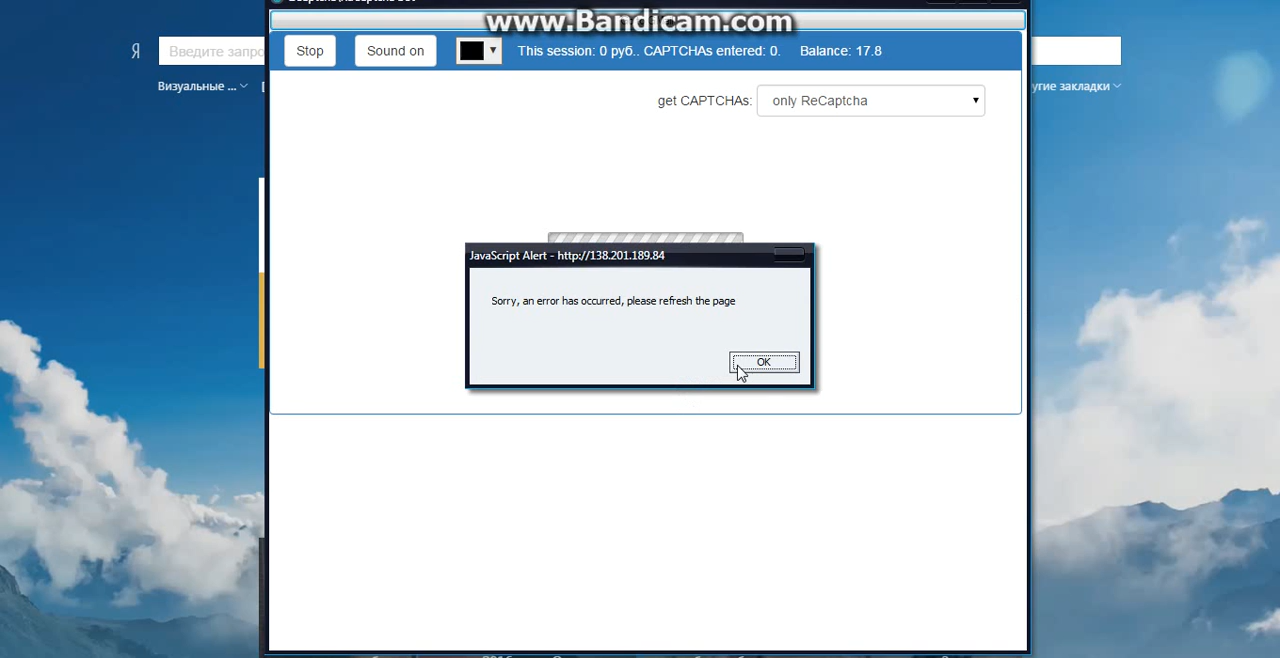 www.Bandicam.com
Я
Введите запро
Stop
Sound on
This session: 0 руб.. CAPTCHAs entered: 0.
Balance: 17.8
Визуальные ...
угие закладки
get CAPTCHAs:
only ReCaptcha
JavaScript Alert - http://138.201.189.84
Sorry, an error has occurred, please refresh the page
OK